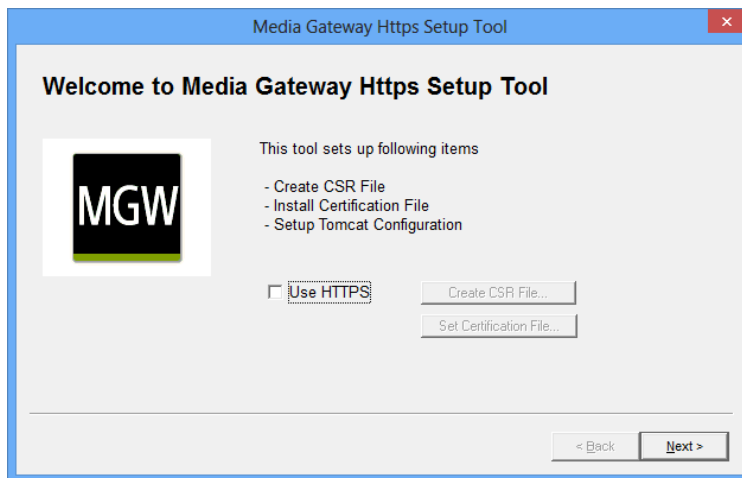 Media Gateway Https Setup Tool
Welcome to Media Gateway Https Setup Tool
MGW
This tool sets up following items
- Create CSR File
- Install Certification File
- Setup Tomcat Configuration
Use HTTPS
Create CSR File...
Set Certification File...
< Back
Next >